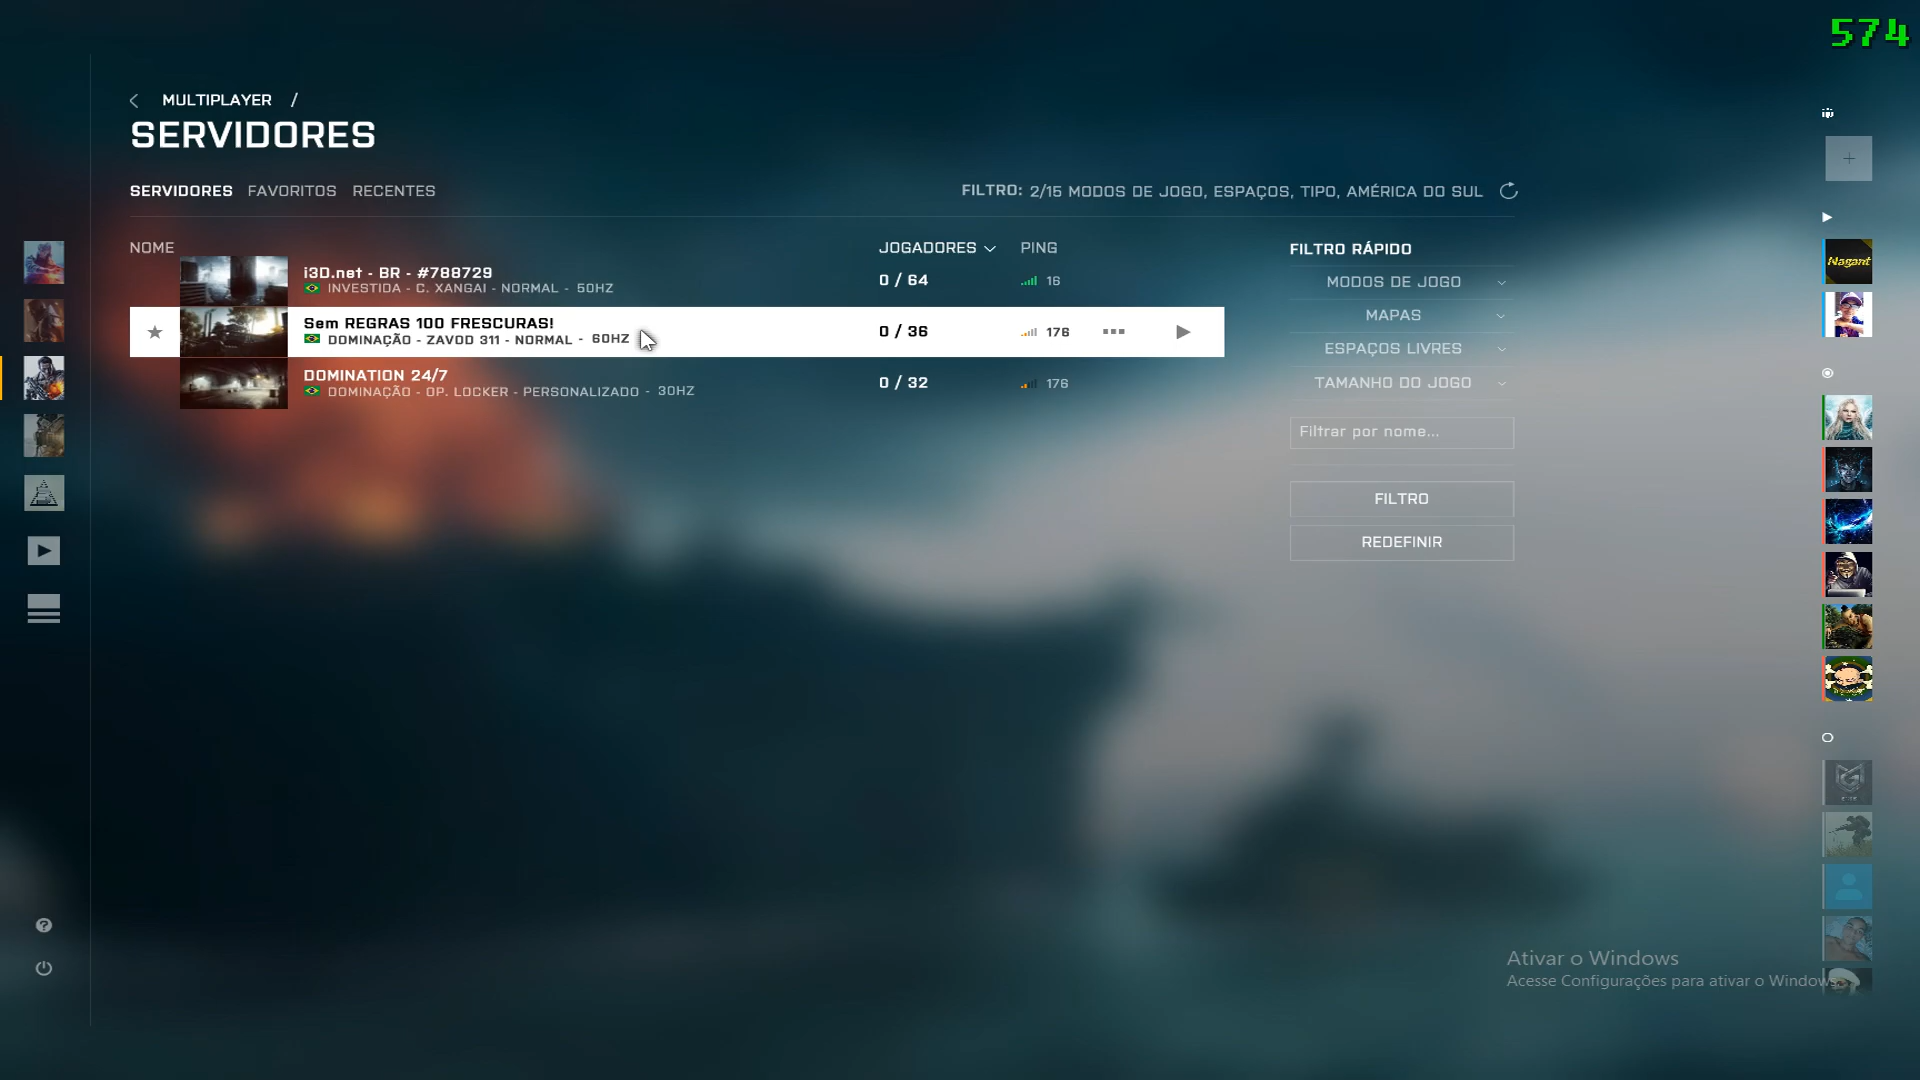 574
MULTIPLAYER /
SERVIDORES
SERVIDORES FAVORITOS RECENTES
FILTRO: 2/15 MODOS DE JOGO, ESPAÇOS, TIPO, AMÉRICA DO SUL
NOME JOGADORES PING
i3D.net - BR - #788729
INVESTIDA - C. XANGAI - NORMAL - 50HZ
0 / 64 16
Sem REGRAS 100 FRESCURAS!
DOMINAÇÃO - ZAVOD 311 - NORMAL - 60HZ
0 / 36 176
DOMINATION 24/7
DOMINAÇÃO - OP. LOCKER - PERSONALIZADO - 30HZ
0 / 32 176
FILTRO RÁPIDO
MODOS DE JOGO
MAPAS
ESPAÇOS LIVRES
TAMANHO DO JOGO
Filtrar por nome...
FILTRO
REDEFINIR
Nagant
Ativar o Windows
Acesse Configurações para ativar o Windows.